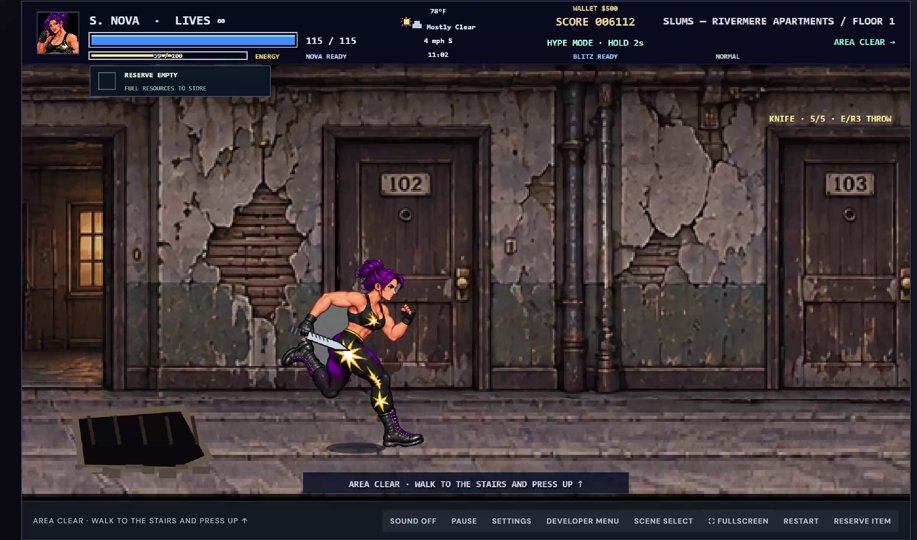 S. NOVA · LIVES ∞
115 / 115
ENERGY
NOVA READY
RESERVE EMPTY
FULL RESOURCES TO STORE
78°F
Mostly Clear
4 mph S
11:02
WALLET $500
SCORE 006112
HYPE MODE · HOLD 2s
BLITZ READY
SLUMS — RIVERMERE APARTMENTS / FLOOR 1
AREA CLEAR →
NORMAL
KNIFE · 5/5 · E/R3 THROW
102
103
AREA CLEAR · WALK TO THE STAIRS AND PRESS UP ↑
AREA CLEAR · WALK TO THE STAIRS AND PRESS UP ↑
SOUND OFF
PAUSE
SETTINGS
DEVELOPER MENU
SCENE SELECT
FULLSCREEN
RESTART
RESERVE ITEM